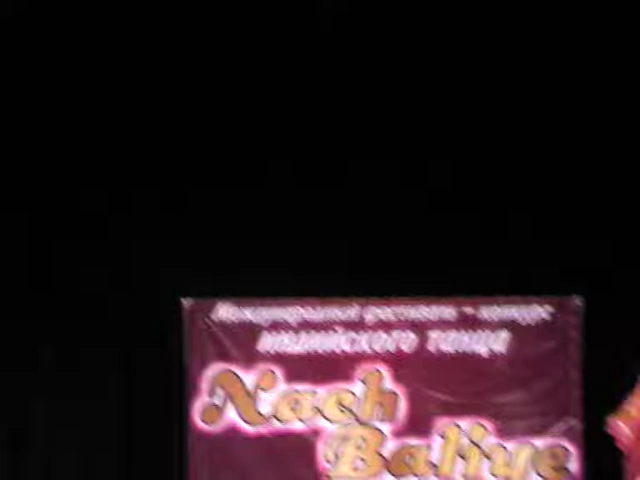 Международный фестиваль - конкурс
индийского танца
Nach
Baliye